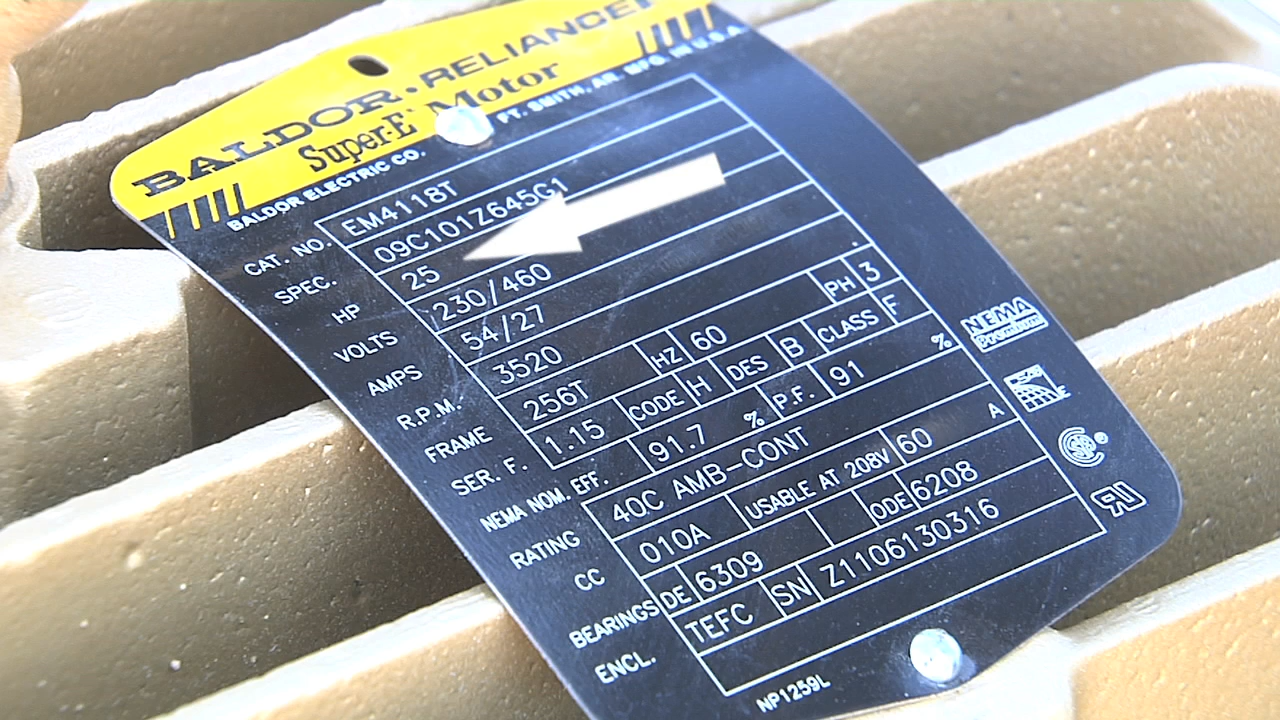 BALDOR·RELIANCE
Super-E Motor
BALDOR ELECTRIC CO. FT. SMITH, AR. MFG. IN U.S.A.
CAT. NO. EM4118T
SPEC. 09C101Z645G1
HP 25
VOLTS 230/460
AMPS 54/27
R.P.M. 3520
FRAME 256T HZ 60 PH 3
SER. F. 1.15 CODE H DES B CLASS F
NEMA NOM. EFF. 91.7 % P.F. 91 %
RATING 40C AMB-CONT
CC 010A USABLE AT 208V 60 A
BEARINGS DE 6309 ODE 6208
ENCL. TEFC SN Z1106130316
NP1259L
NEMA
Premium
E